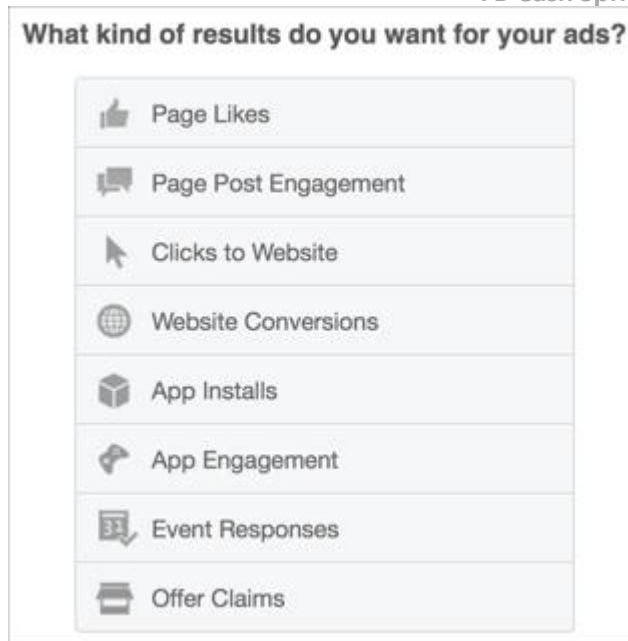 What kind of results do you want for your ads?
Page Likes
Page Post Engagement
Clicks to Website
Website Conversions
App Installs
App Engagement
31
Event Responses
Offer Claims